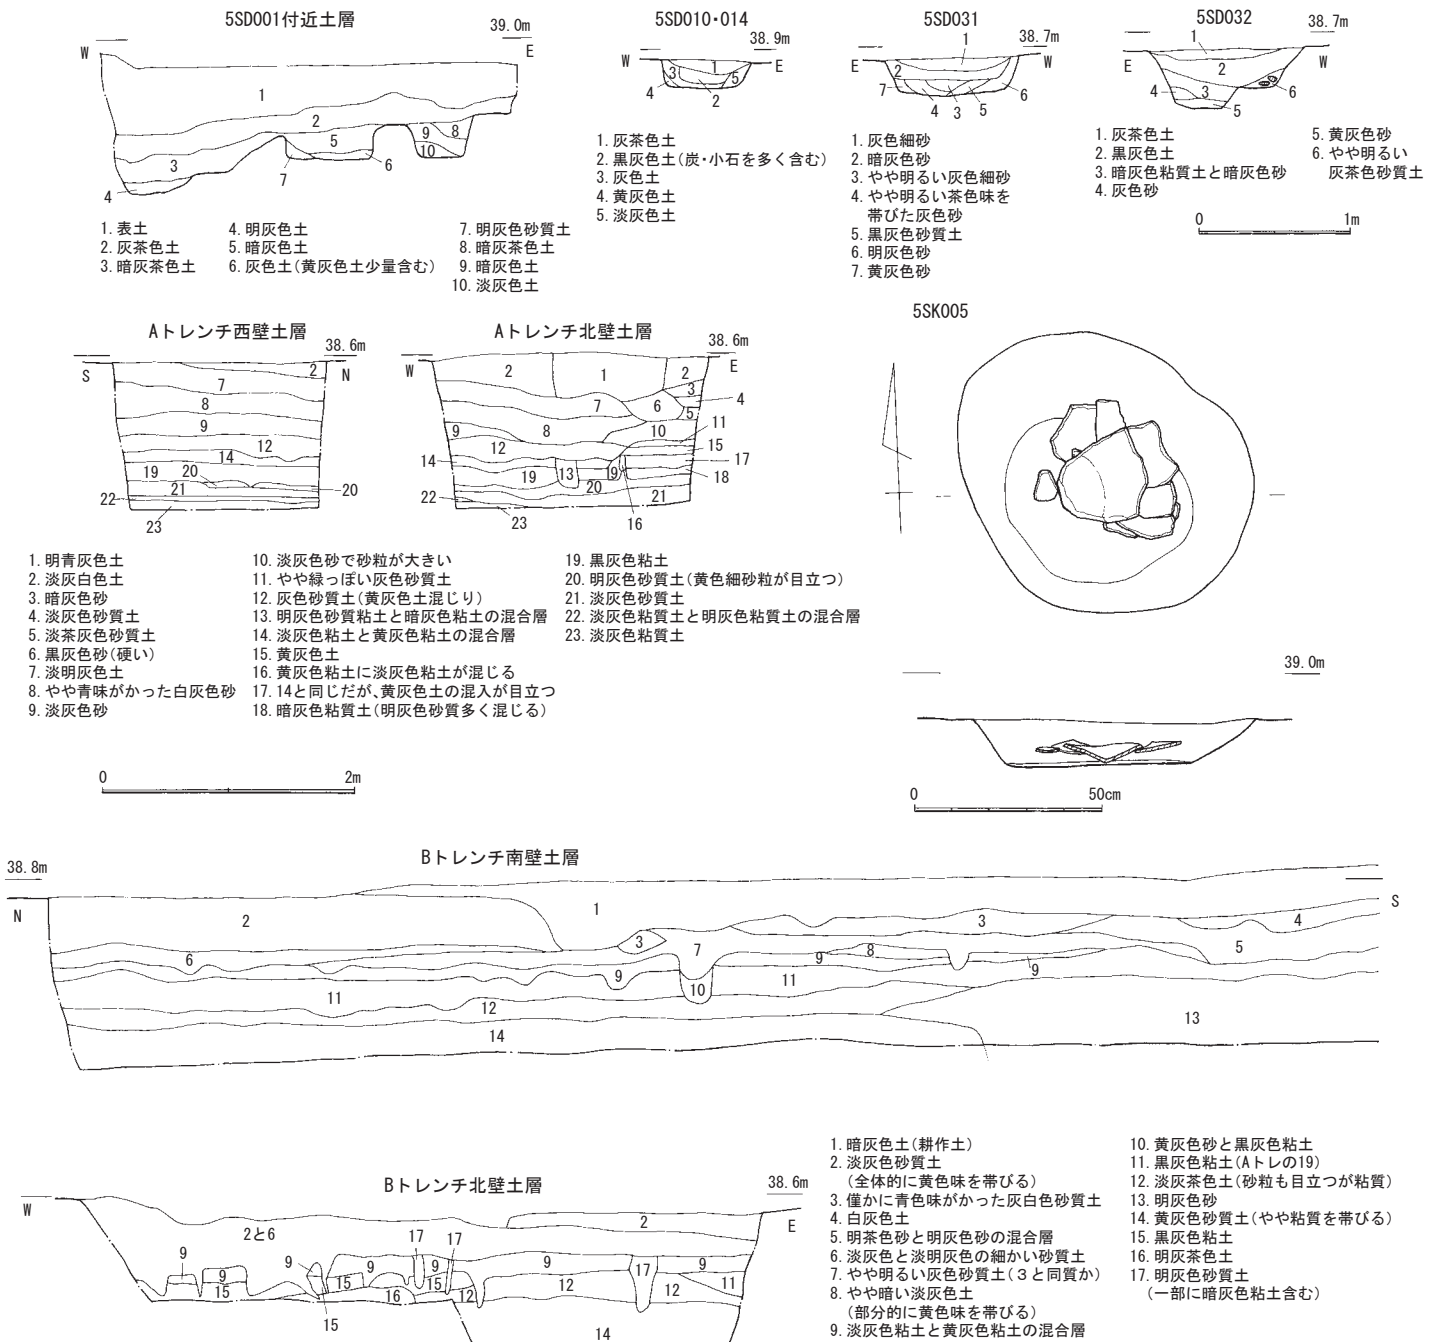 5SD001付近土層
39.0m
W
E
1
2
3
4
5
6
7
8
9
10
1. 表土
2. 灰茶色土
3. 暗灰茶色土
4. 明灰色土
5. 暗灰色土
6. 灰色土(黄灰色土少量含む)
7. 明灰色砂質土
8. 暗灰茶色土
9. 暗灰色土
10. 淡灰色土
5SD010・014
38.9m
W
E
1
2
3
4
5
1. 灰茶色土
2. 黒灰色土(炭・小石を多く含む)
3. 灰色土
4. 黄灰色土
5. 淡灰色土
5SD031
38.7m
E
W
1
2
7
4
3
5
6
1. 灰色細砂
2. 暗灰色砂
3. やや明るい灰色細砂
4. やや明るい茶色味を
帯びた灰色砂
5. 黒灰色砂質土
6. 明灰色砂
7. 黄灰色砂
5SD032
38.7m
E
W
1
2
3
4
5
6
1. 灰茶色土
2. 黒灰色土
3. 暗灰色粘質土と暗灰色砂
4. 灰色砂
5. 黄灰色砂
6. やや明るい
灰茶色砂質土
0 1m
Aトレンチ西壁土層
38.6m
S
N
2
7
8
9
12
14
19
20
21
20
22
23
Aトレンチ北壁土層
38.6m
W
E
2
1
2
3
4
7
6
5
9
8
10
11
12
15
14
17
19
13
19
18
20
22
21
23
16
1. 明青灰色土
2. 淡灰白色土
3. 暗灰色砂
4. 淡灰色砂質土
5. 淡茶灰色砂質土
6. 黒灰色砂(硬い)
7. 淡明灰色土
8. やや青味がかった白灰色砂
9. 淡灰色砂
10. 淡灰色砂で砂粒が大きい
11. やや緑っぽい灰色砂質土
12. 灰色砂質土(黄灰色土混じり)
13. 明灰色砂質粘土と暗灰色粘土の混合層
14. 淡灰色粘土と黄灰色粘土の混合層
15. 黄灰色土
16. 黄灰色粘土に淡灰色粘土が混じる
17. 14と同じだが、黄灰色土の混入が目立つ
18. 暗灰色粘質土(明灰色砂質多く混じる)
19. 黒灰色粘土
20. 明灰色砂質土(黄色細砂粒が目立つ)
21. 淡灰色砂質土
22. 淡灰色粘質土と明灰色粘質土の混合層
23. 淡灰色粘質土
0 2m
5SK005
39.0m
0 50cm
Bトレンチ南壁土層
38.8m
N
S
2
1
3
4
3
7
8
5
6
9
9
9
10
11
11
12
13
14
Bトレンチ北壁土層
38.6m
W
E
2
2と6
17
17
9
9
9
9
9
9
9
17
15
15
15
16
12
12
12
11
15
14
1. 暗灰色土(耕作土)
2. 淡灰色砂質土
(全体的に黄色味を帯びる)
3. 僅かに青色味がかった灰白色砂質土
4. 白灰色土
5. 明茶色砂と明灰色砂の混合層
6. 淡灰色と淡明灰色の細かい砂質土
7. やや明るい灰色砂質土(3と同質か)
8. やや暗い淡灰色土
(部分的に黄色味を帯びる)
9. 淡灰色粘土と黄灰色粘土の混合層
10. 黄灰色砂と黒灰色粘土
11. 黒灰色粘土(Aトレの19)
12. 淡灰茶色土(砂粒も目立つが粘質)
13. 明灰色砂
14. 黄灰色砂質土(やや粘質を帯びる)
15. 黒灰色粘土
16. 明灰茶色土
17. 明灰色砂質土
(一部に暗灰色粘土含む)